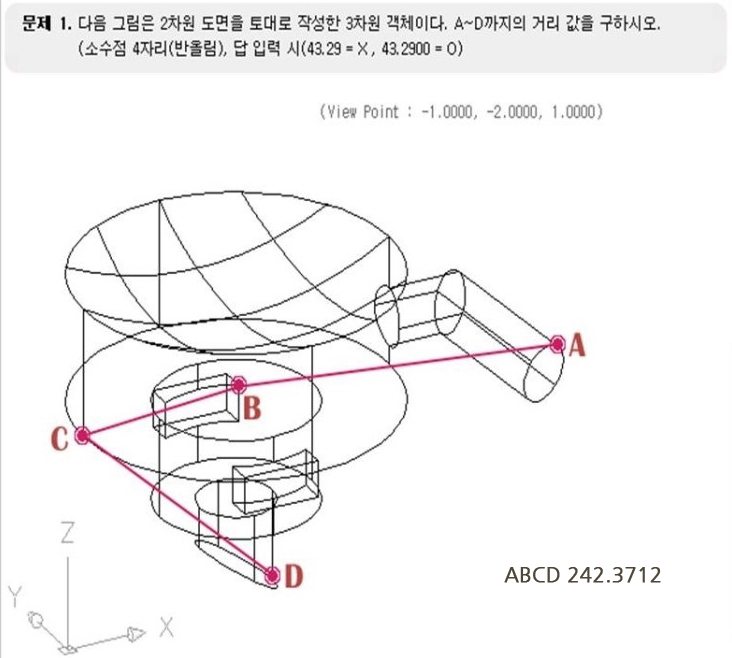 문제 1. 다음 그림은 2차원 도면을 토대로 작성한 3차원 객체이다. A~D까지의 거리 값을 구하시오.
(소수점 4자리(반올림), 답 입력 시(43.29 = X, 43.2900 = O)
(View Point : -1.0000, -2.0000, 1.0000)
A
B
C
D
Z
Y
X
ABCD 242.3712